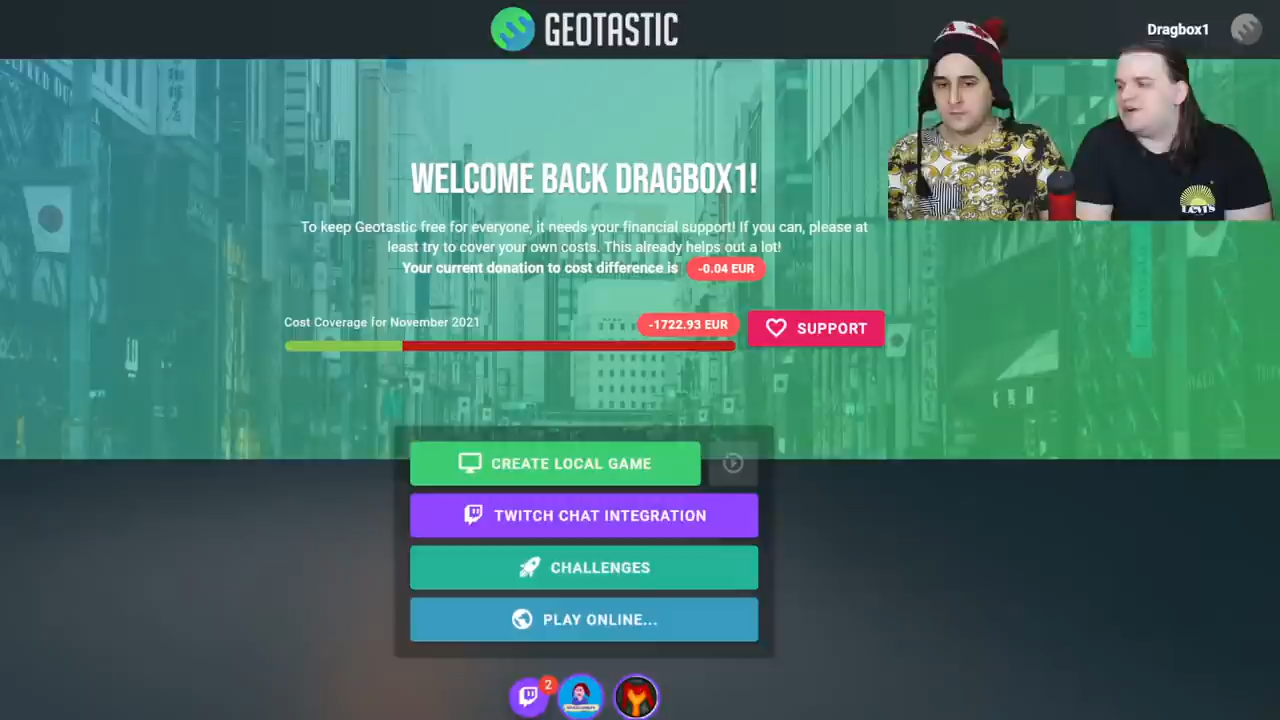 GEOTASTIC
Dragbox1
WELCOME BACK DRAGBOX1!
To keep Geotastic free for everyone, it needs your financial support! If you can, please at
least try to cover your own costs. This already helps out a lot!
Your current donation to cost difference is -0.04 EUR
Cost Coverage for November 2021
-1722.93 EUR
SUPPORT
LEVI'S
CREATE LOCAL GAME
TWITCH CHAT INTEGRATION
CHALLENGES
PLAY ONLINE...
2